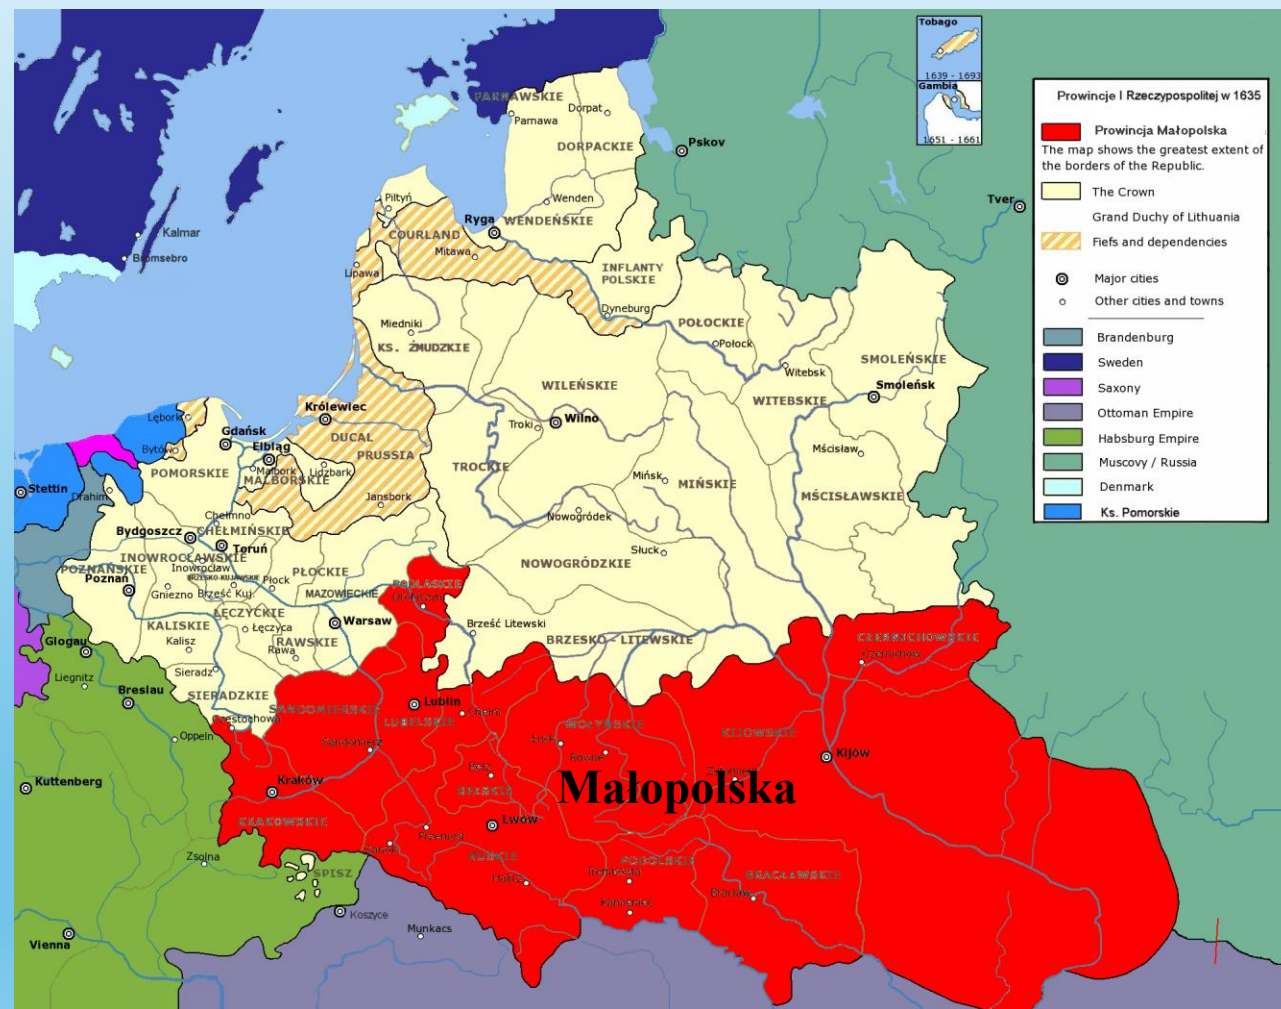 Tobago
1639 - 1693
Gambia
1651 - 1661
Prowincje I Rzeczypospolitej w 1635
Prowincja Małopolska
The map shows the greatest extent of
the borders of the Republic.
The Crown
Grand Duchy of Lithuania
Fiefs and dependencies
Major cities
Other cities and towns
Brandenburg
Sweden
Saxony
Ottoman Empire
Habsburg Empire
Muscovy / Russia
Denmark
Ks. Pomorskie
PARNAWSKIE
Parnawa
Dorpat
DORPACKIE
Pskov
Tver
Piltyń
Wenden
Ryga
WENDEŃSKIE
Kalmar
COURLAND
Mitawa
Bromsebro
Lipawa
INFLANTY
POLSKIE
Dyneburg
Miedniki
KS. ŻMUDZKIE
POŁOCKIE
Połock
SMOLEŃSKIE
Witebsk
WILEŃSKIE
Smoleńsk
WITEBSKIE
Królewiec
Lębork
Gdańsk
Troki
Wilno
DUCAL
PRUSSIA
Bytów
Elbląg
Mścisław
Malbork
Lidzbark
TROCKIE
POMORSKIE
MALBORSKIE
Mińsk
MIŃSKIE
Stettin
Drahim
Jansbork
MŚCISŁAWSKIE
Chełmno
Nowogródek
Bydgoszcz
CHEŁMIŃSKIE
Toruń
Słuck
INOWROCŁAWSKIE
Inowrocław
NOWOGRÓDZKIE
POZNAŃSKIE
Poznań
PŁOCKIE
BRZESKO-KUJAWSKIE
Płock
PODLASKIE
Gniezno
Brześć Kuj.
MAZOWIECKIE
Drohiczyn
ŁĘCZYCKIE
KALISKIE
Łęczyca
Warsaw
Brześć Litewski
Glogau
Kalisz
RAWSKIE
BRZESKO - LITEWSKIE
CZERNICHOWSKIE
Rawa
Czernichów
Liegnitz
Sieradz
Breslau
SIERADZKIE
SANDOMIERSKIE
Lublin
Chełm
Częstochowa
LUBELSKIE
WOŁYŃSKIE
KIJOWSKIE
Oppeln
Sandomierz
Łuck
Równe
Kijów
Kuttenberg
Kraków
Bełz
BEŁSKIE
Małopolska
KRAKOWSKIE
Lwów
Przemyśl
Zsolna
RUSKIE
PODOLSKIE
SPISZ
Halicz
Trembowla
BRACŁAWSKIE
Bracław
Koszyce
Kamieniec
Munkacs
Vienna